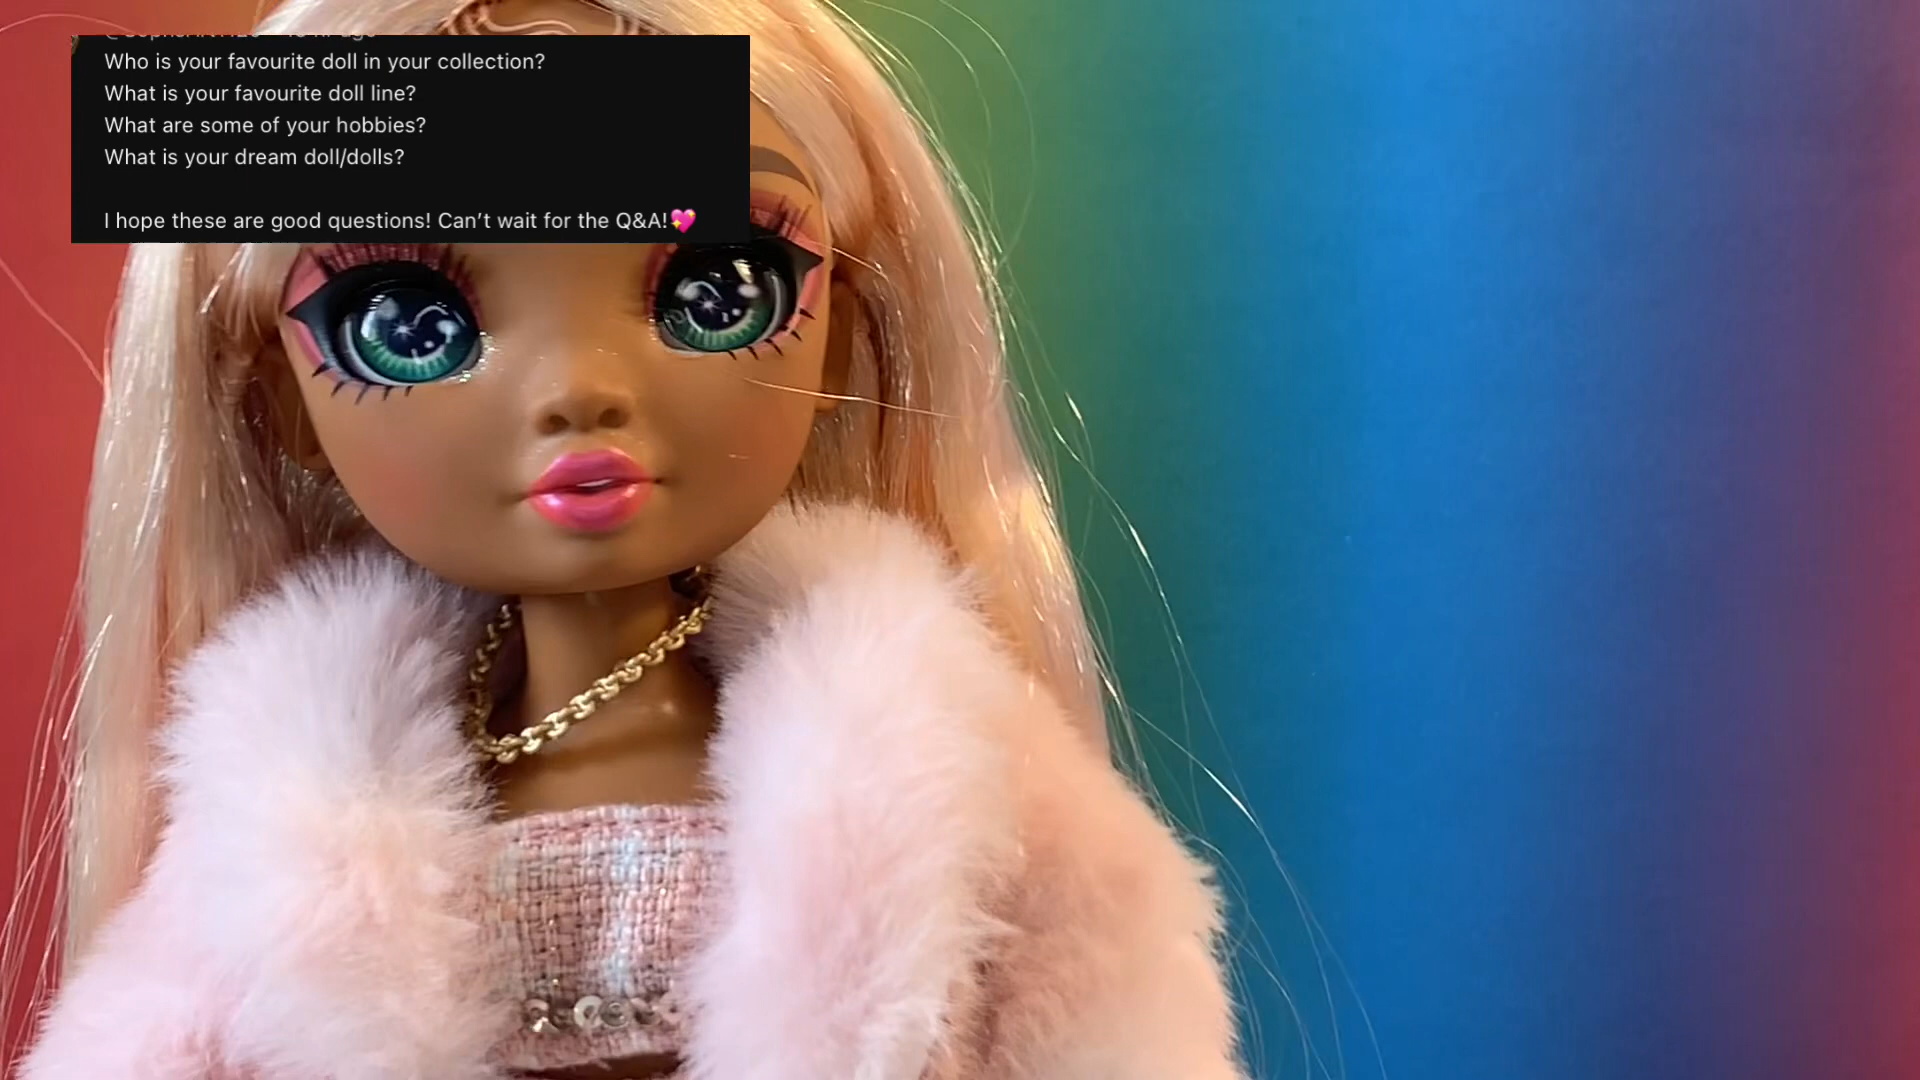 Who is your favourite doll in your collection?
What is your favourite doll line?
What are some of your hobbies?
What is your dream doll/dolls?
I hope these are good questions! Can’t wait for the Q&A!💖